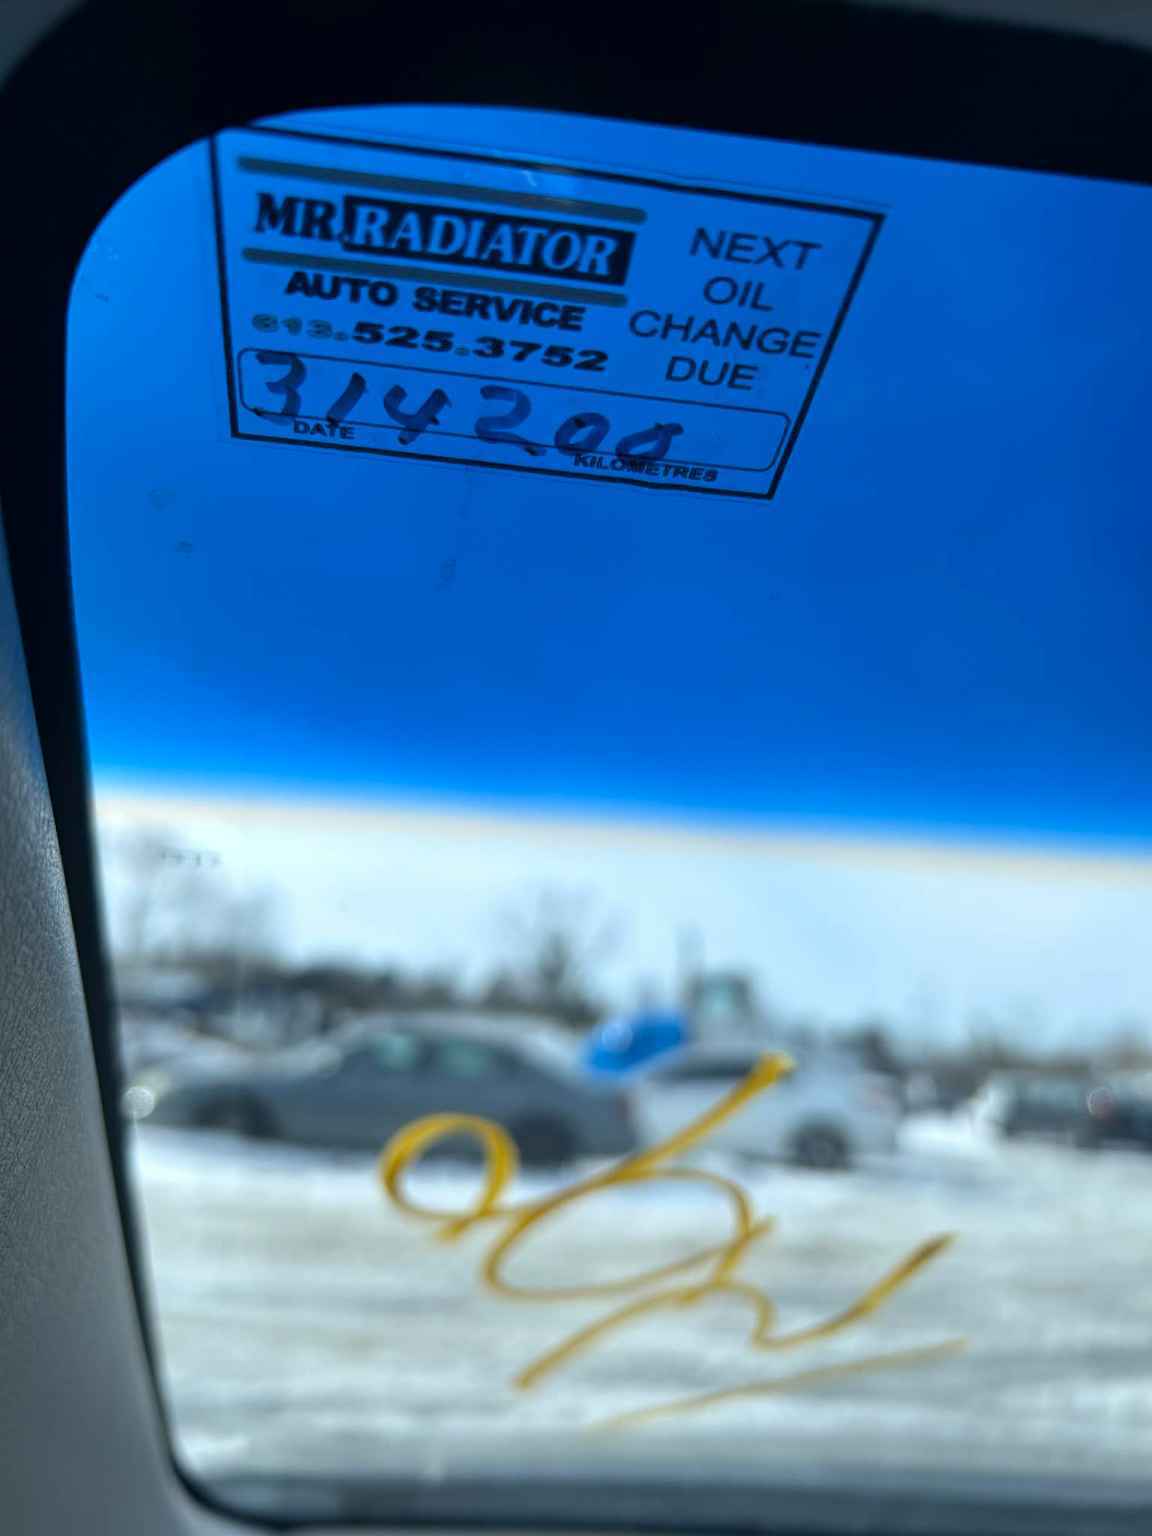 MR. RADIATOR
AUTO SERVICE
613.525.3752
NEXT
OIL
CHANGE
DUE
314200
DATE
KILOMETRES